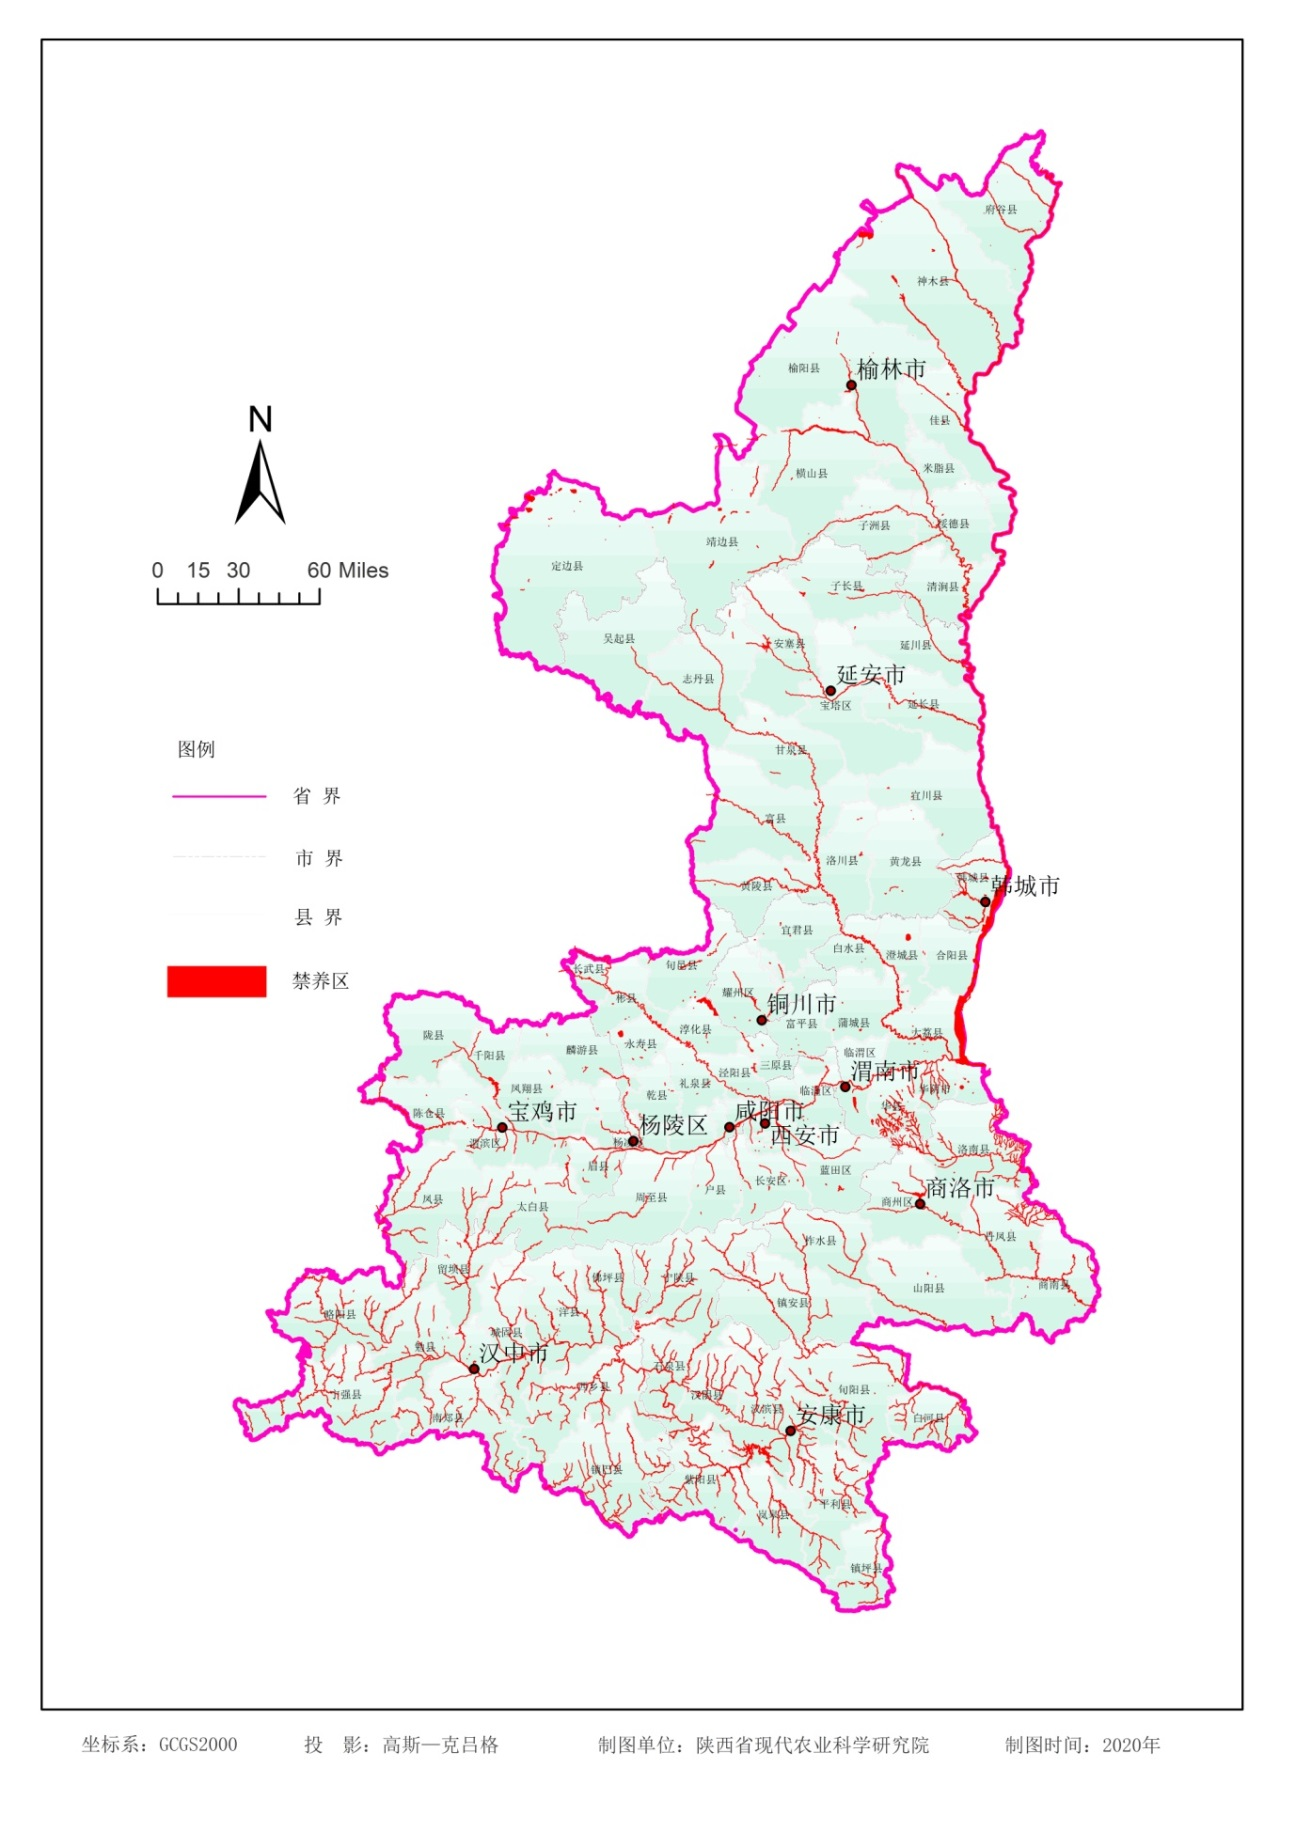 府谷县
神木县
榆阳县
榆林市
N
佳县
米脂县
横山县
子洲县
绥德县
靖边县
定边县
0 15 30 60 Miles
子长县
清涧县
吴起县
安塞县
延川县
志丹县
延安市
宝塔区
延长县
图例
甘泉县
省 界
宜川县
富县
市 界
洛川县
黄龙县
韩城县
韩城市
黄陵县
县 界
宜君县
白水县
澄城县
合阳县
长武县
旬邑县
禁养区
彬县
耀州区
铜川市
淳化县
富平县
蒲城县
大荔县
陇县
千阳县
麟游县
永寿县
临渭区
三原县
泾阳县
渭南市
凤翔县
乾县
礼泉县
临潼区
华阴市
华县
陈仓县
宝鸡市
杨陵区
咸阳市
西安市
渭滨区
洛南县
眉县
蓝田区
长安区
凤县
太白县
周至县
户县
商州区
商洛市
丹凤县
柞水县
留坝县
佛坪县
宁陕县
山阳县
商南县
镇安县
略阳县
洋县
城固县
勉县
汉中市
石泉县
宁强县
西乡县
汉阴县
旬阳县
汉滨县
安康市
南郑县
白河县
镇巴县
紫阳县
平利县
岚皋县
镇坪县
坐标系：GCGS2000 投 影：高斯—克吕格 制图单位：陕西省现代农业科学研究院 制图时间：2020年